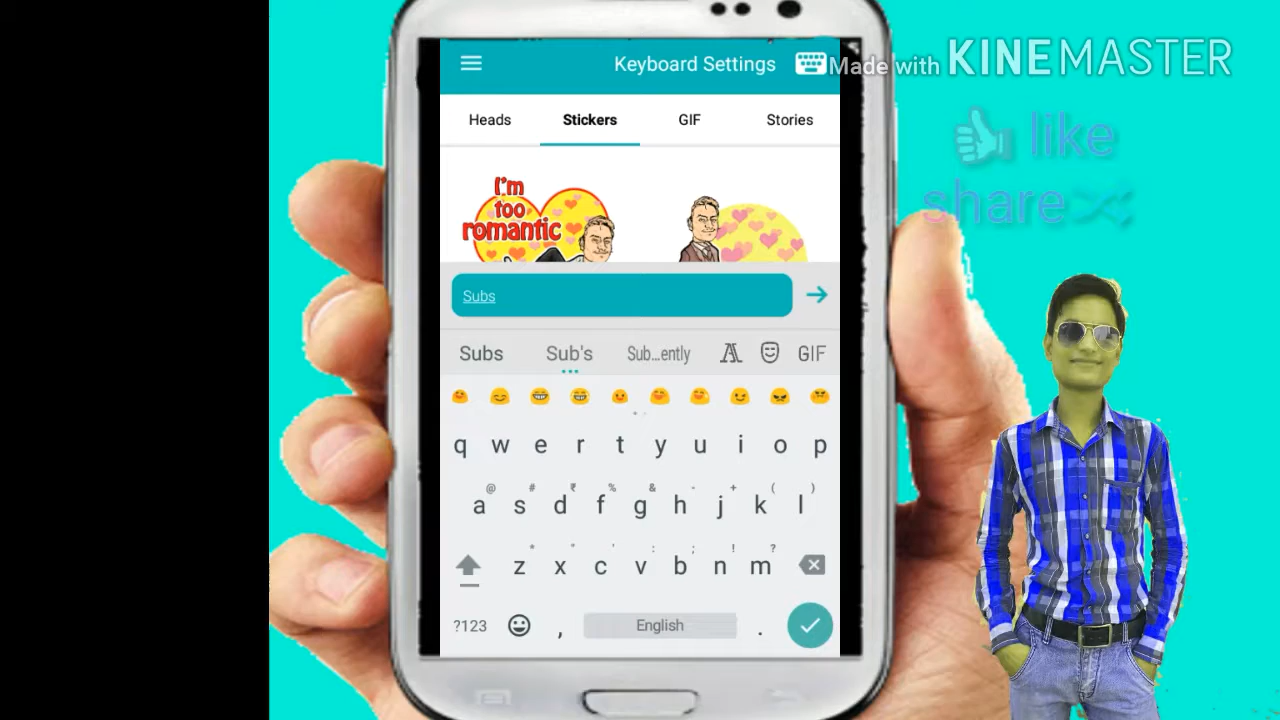 Keyboard Settings
Made with KINEMASTER
Heads Stickers GIF Stories
like
share
I'm
too
romantic
Subs
Subs Sub's Sub...ently GIF
q w e r t y u i o p
@ # ₹ % & - + ( )
a s d f g h j k l
* " ' : ; ! ?
z x c v b n m
?123 , English .